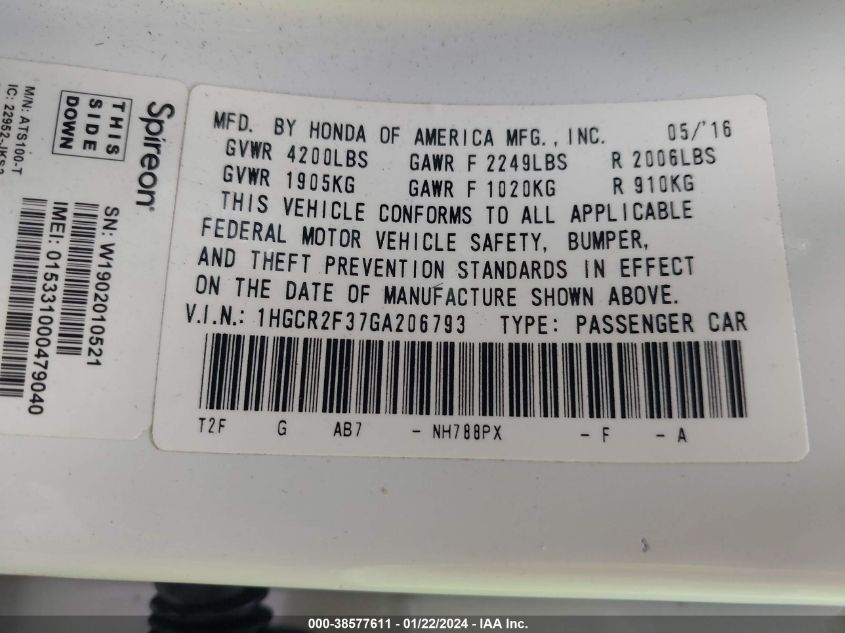 MFD. BY HONDA OF AMERICA MFG., INC. 05/'16
GVWR 4200LBS GAWR F 2249LBS R 2006LBS
GVWR 1905KG GAWR F 1020KG R 910KG
THIS VEHICLE CONFORMS TO ALL APPLICABLE
FEDERAL MOTOR VEHICLE SAFETY, BUMPER,
AND THEFT PREVENTION STANDARDS IN EFFECT
ON THE DATE OF MANUFACTURE SHOWN ABOVE.
V.I.N.: 1HGCR2F37GA206793 TYPE: PASSENGER CAR
T2F G AB7 - NH788PX - F - A
Spireon®
THIS
SIDE
DOWN
M/N: ATS100-T
IC: 22952-
SN: W1902010521
IMEI: 015331000479040
000-38577611 - 01/22/2024 - IAA Inc.